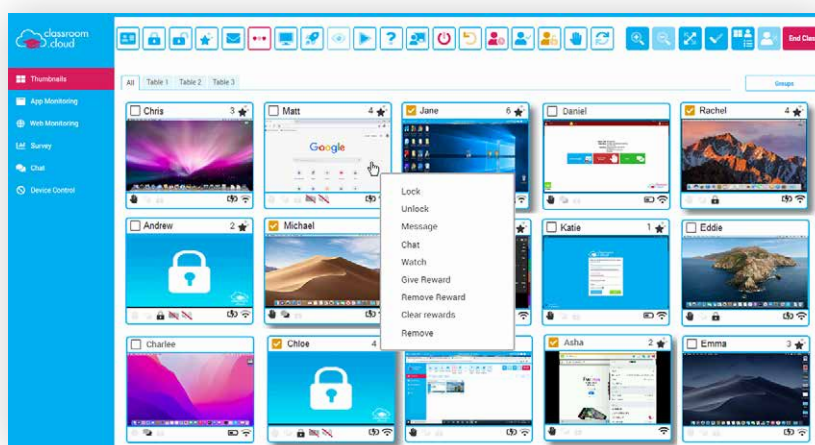 classroom
.cloud
End Class
Thumbnails
App Monitoring
Web Monitoring
Survey
Chat
Device Control
All Table 1 Table 2 Table 3
Groups
Chris 3
Matt 4
Jane 6
Daniel
Rachel 4
Google
Andrew 2
Michael
Katie 1
Eddie
Charlee
Chloe 4
Asha 2
Emma 3
Lock
Unlock
Message
Chat
Watch
Give Reward
Remove Reward
Clear rewards
Remove